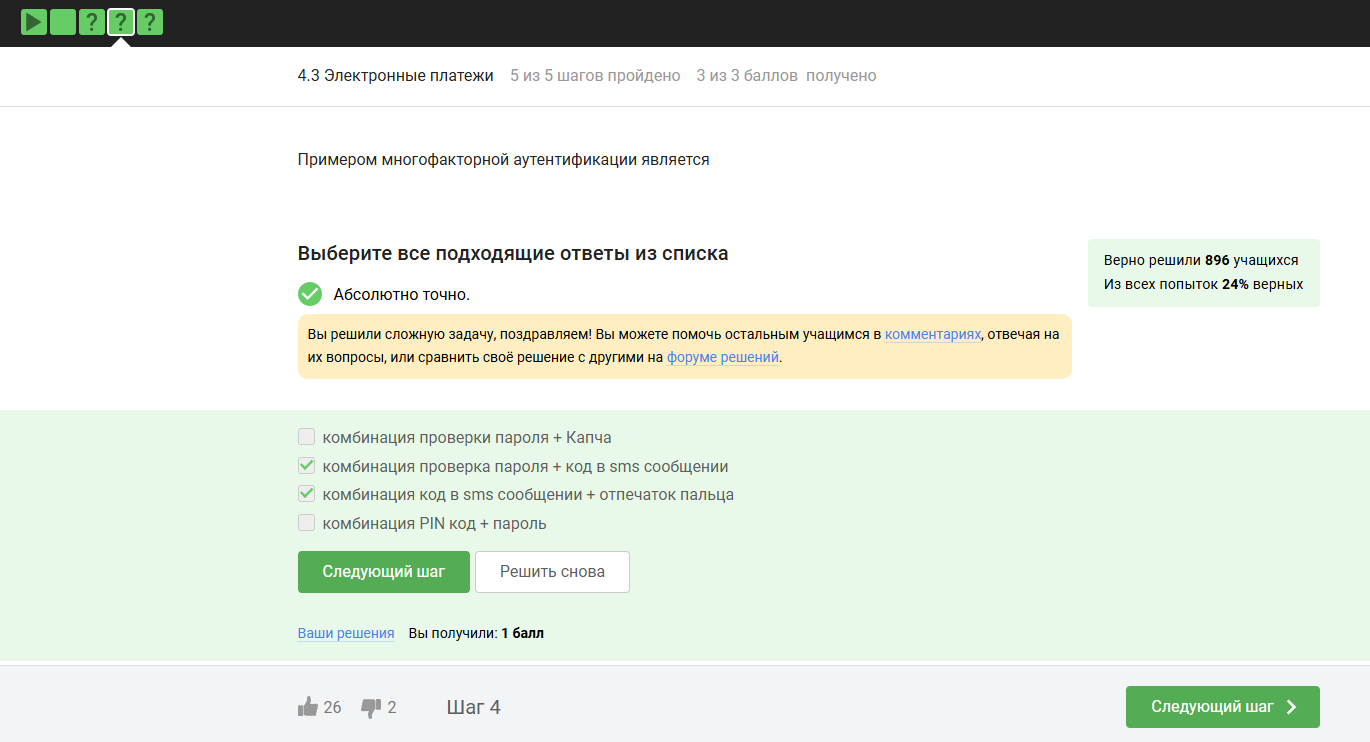 ? ? ?
4.3 Электронные платежи 5 из 5 шагов пройдено 3 из 3 баллов получено
Примером многофакторной аутентификации является
Выберите все подходящие ответы из списка
Верно решили 896 учащихся
Из всех попыток 24% верных
Абсолютно точно.
Вы решили сложную задачу, поздравляем! Вы можете помочь остальным учащимся в комментариях, отвечая на
их вопросы, или сравнить своё решение с другими на форуме решений.
комбинация проверки пароля + Капча
комбинация проверка пароля + код в sms сообщении
комбинация код в sms сообщении + отпечаток пальца
комбинация PIN код + пароль
Следующий шаг Решить снова
Ваши решения Вы получили: 1 балл
26 2 Шаг 4 Следующий шаг